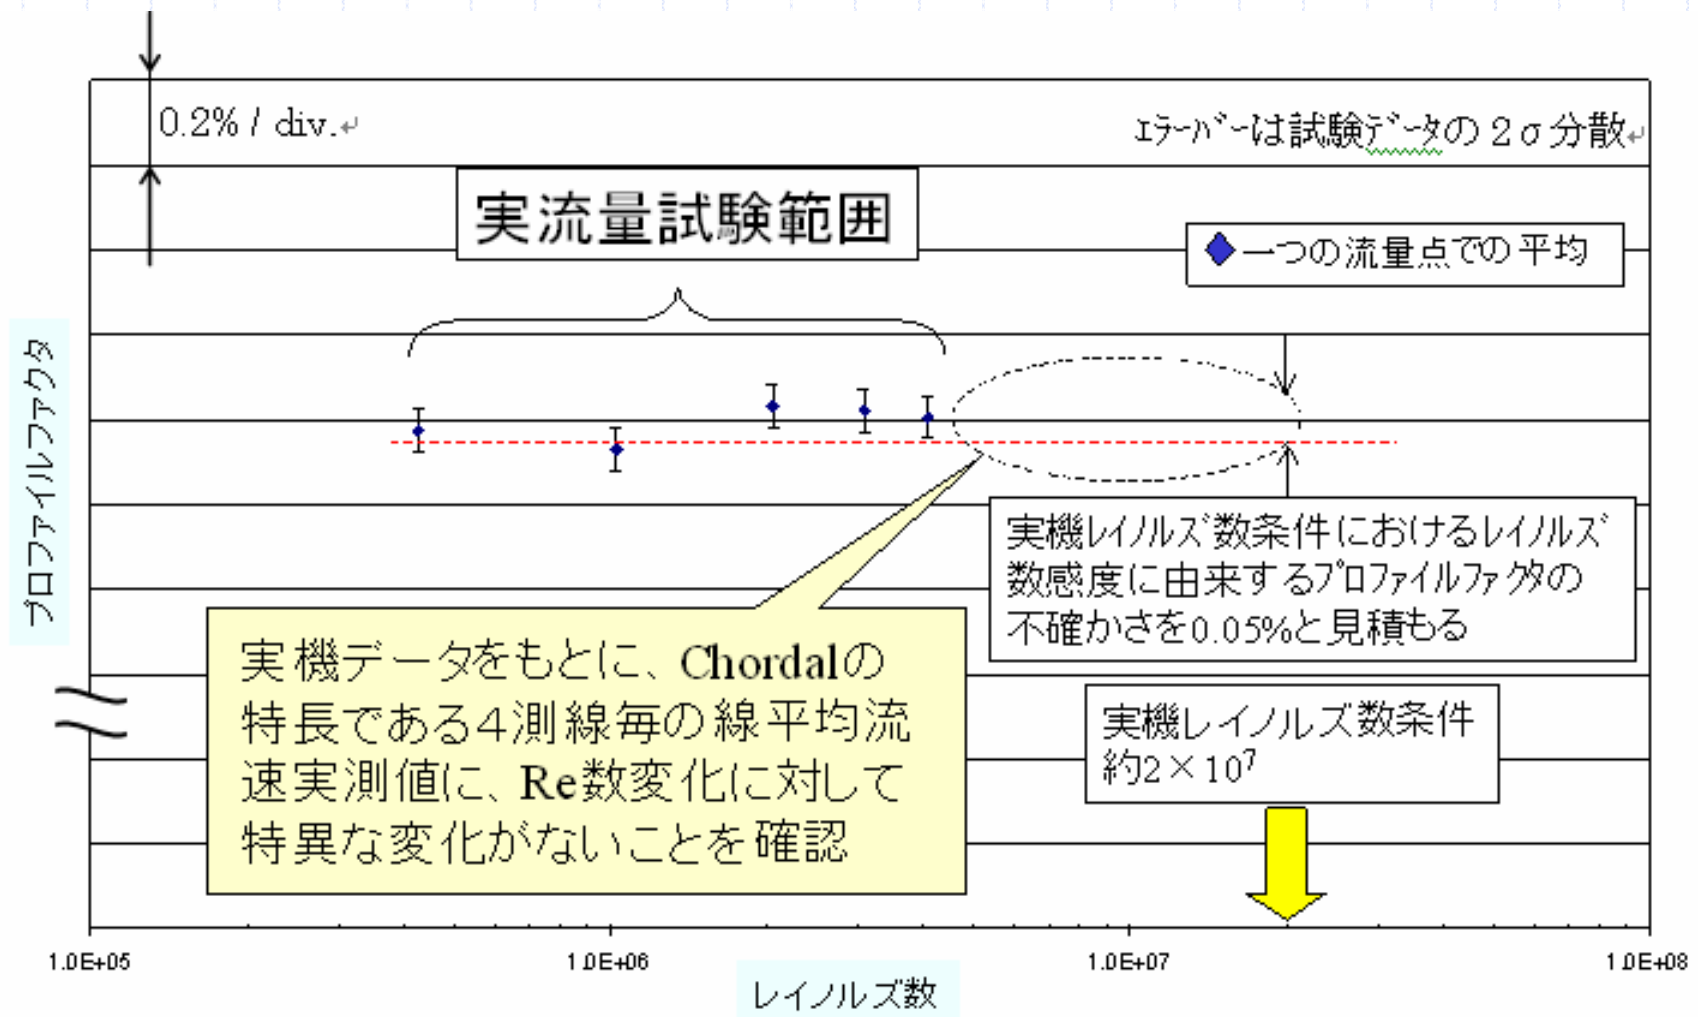 0.2% / div.↵
ｴﾗｰﾊﾞｰは試験ﾃﾞｰﾀの２σ分散↵
実流量試験範囲
◆一つの流量点での平均
プロファイルファクタ
実機ﾚｲﾉﾙｽﾞ数条件におけるﾚｲﾉﾙｽﾞ
数感度に由来するﾌﾟﾛﾌｧｲﾙﾌｧｸﾀの
不確かさを0.05%と見積もる
実機データをもとに、Chordalの
特長である４測線毎の線平均流
速実測値に、Re数変化に対して
特異な変化がないことを確認
実機レイノルズ数条件
約2×10⁷
1.0E+05 1.0E+06 1.0E+07 1.0E+08
レイノルズ数